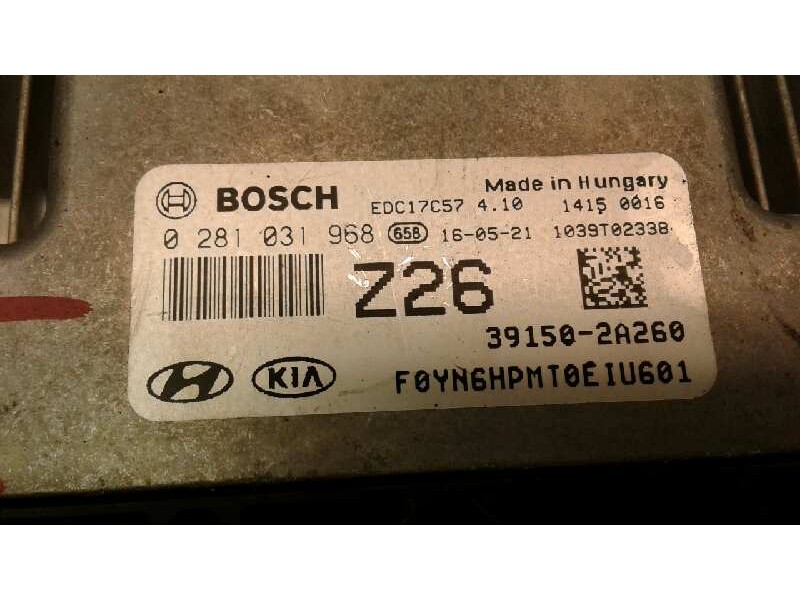 BOSCH
Made in Hungary
EDC17C57 4.10 1415 0016
0 281 031 968 658 16-05-21 1039T02338
Z26
39150-2A260
KIA F0YN6HPMT0EIU601